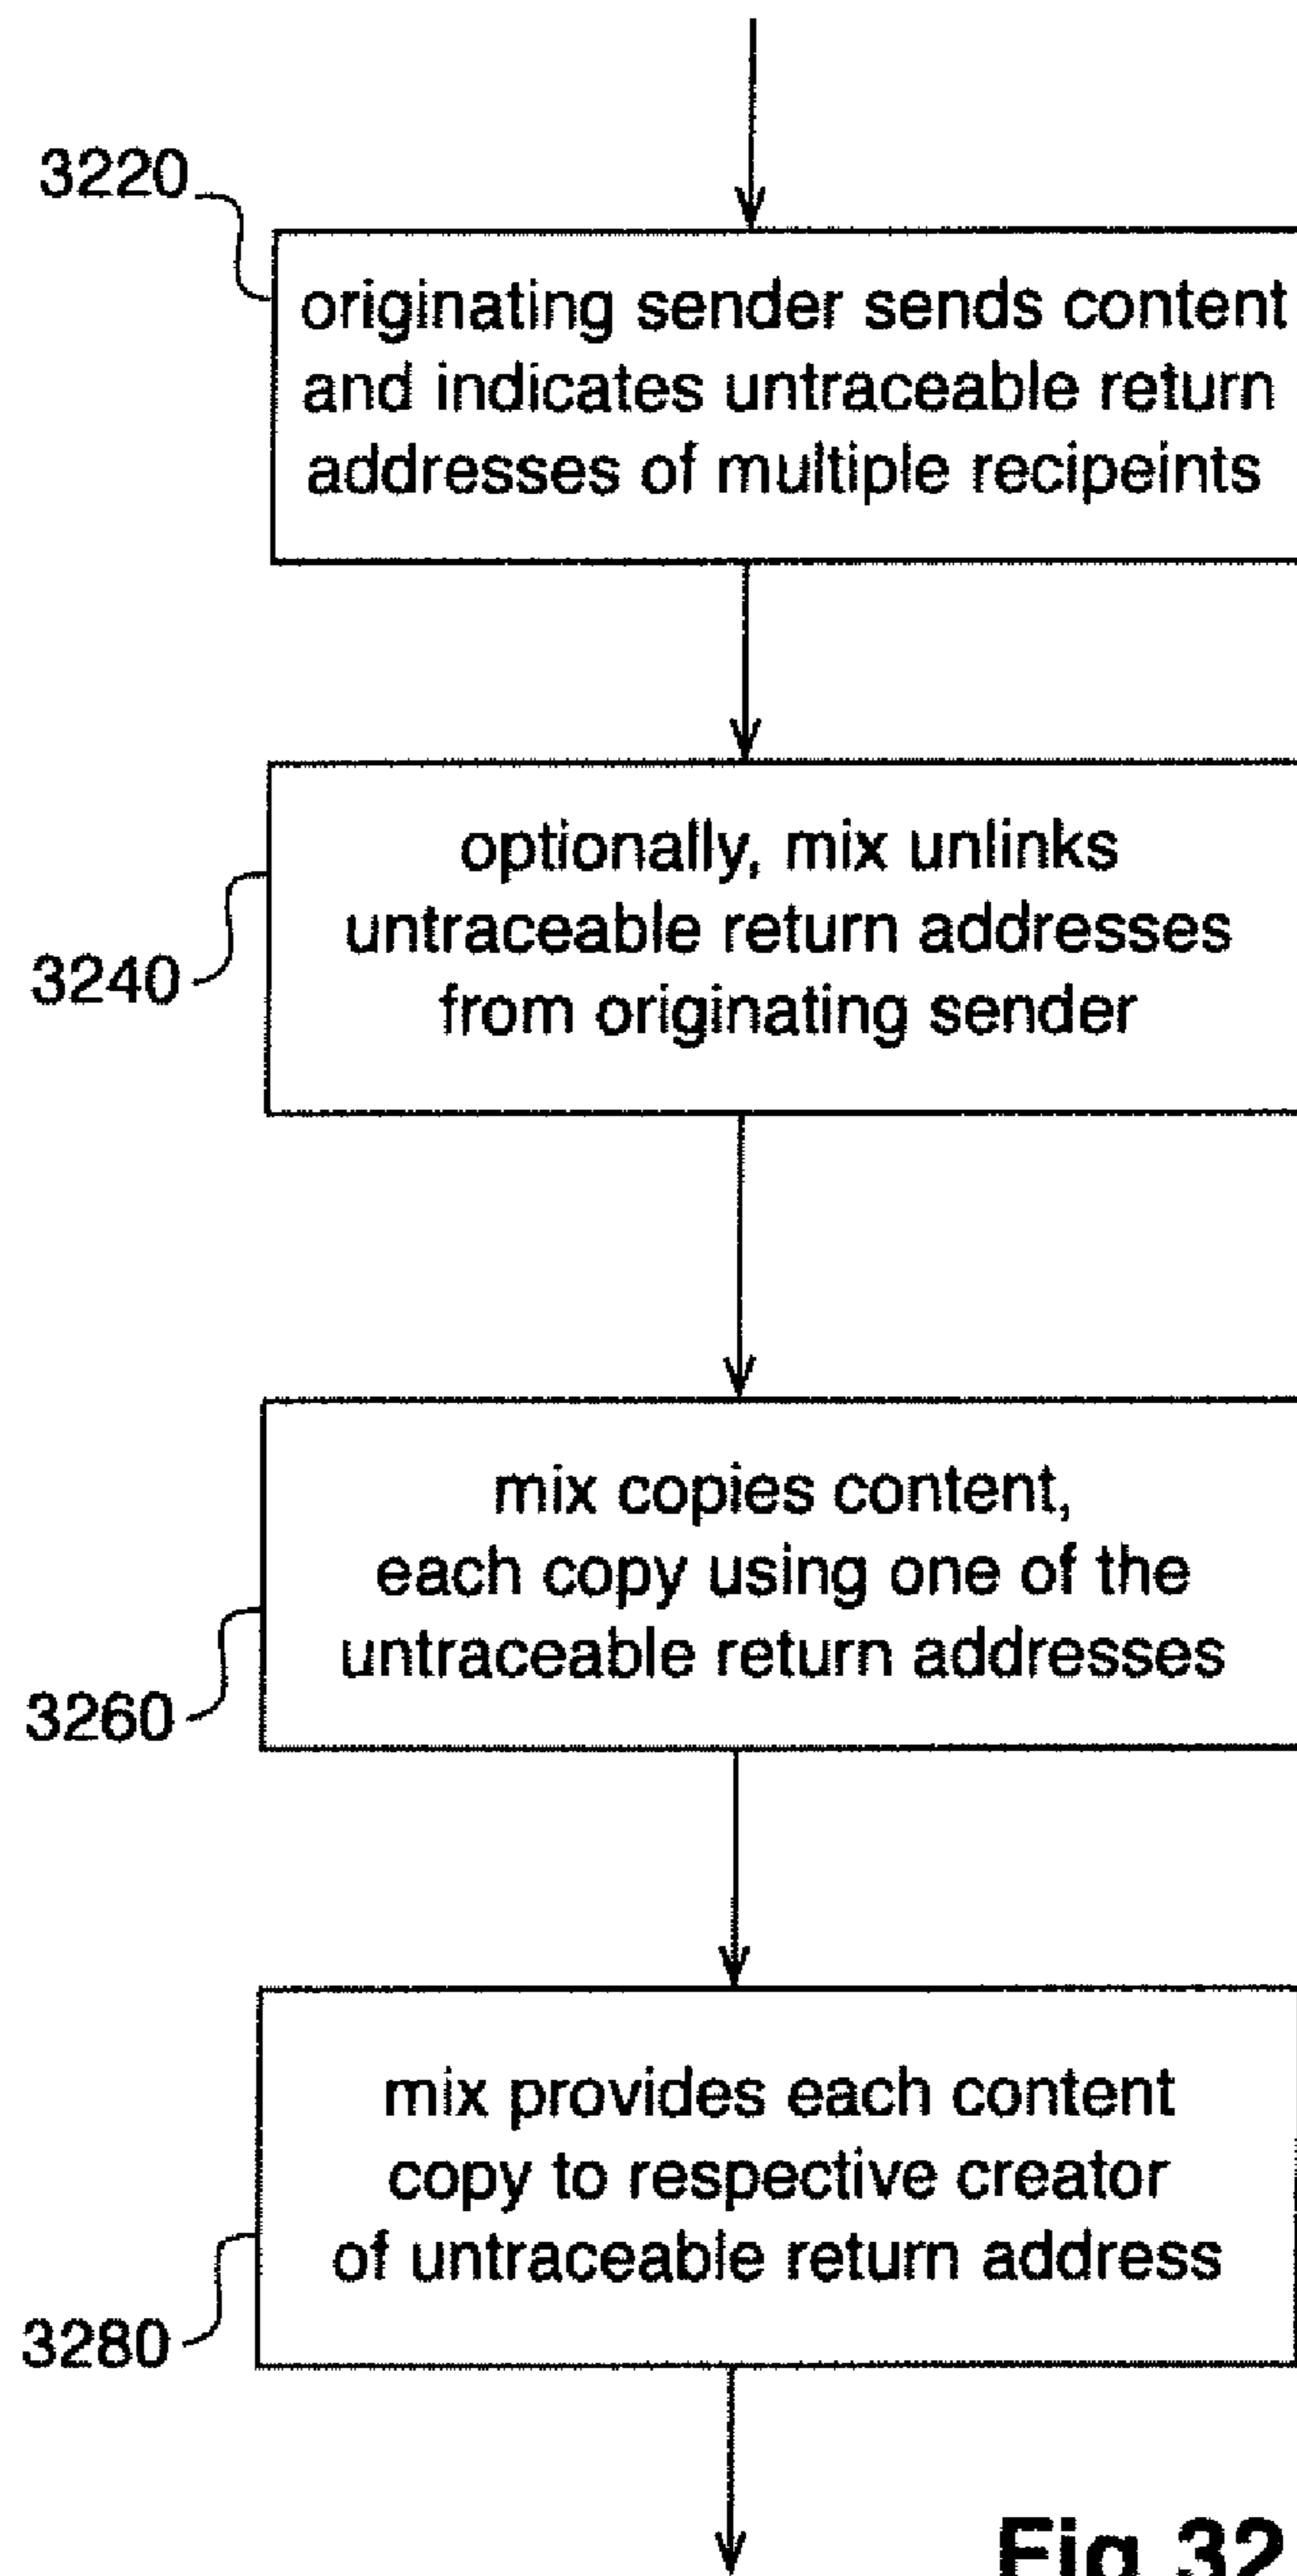 3220
originating sender sends content
and indicates untraceable return
addresses of multiple recipeints
optionally, mix unlinks
untraceable return addresses
from originating sender
3240
mix copies content,
each copy using one of the
untraceable return addresses
3260
mix provides each content
copy to respective creator
of untraceable return address
3280
Fig 32